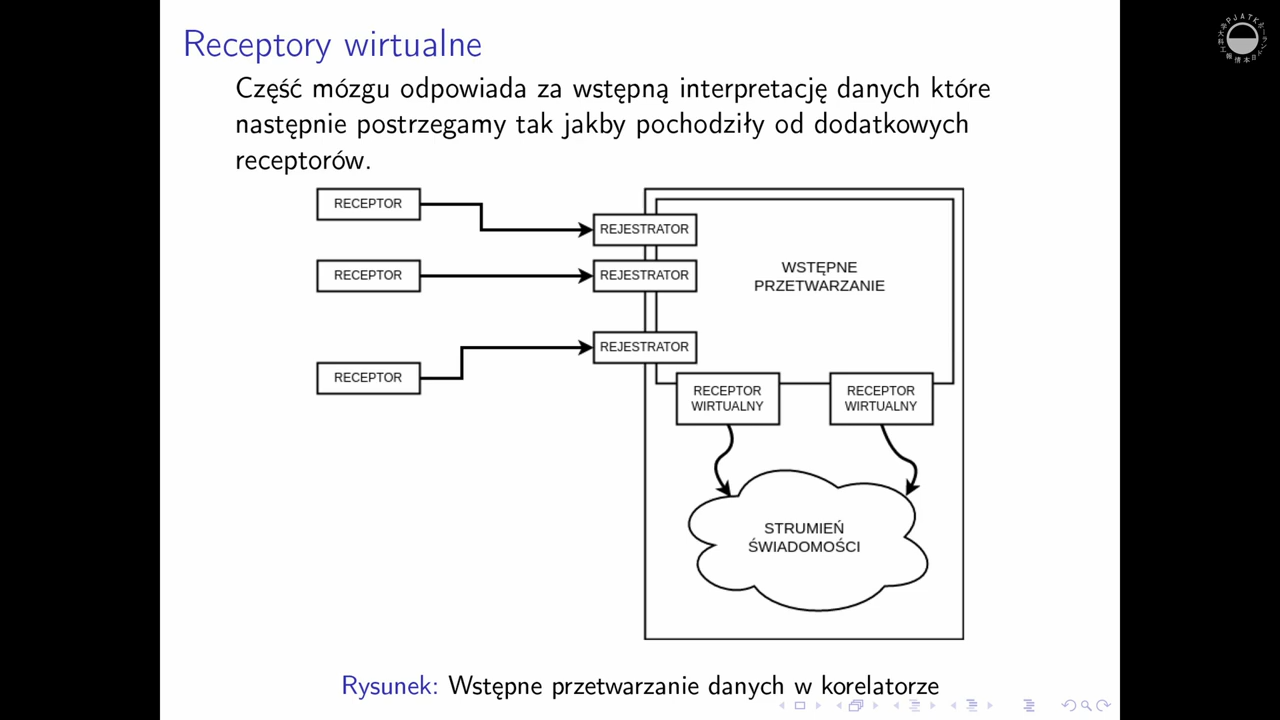 Receptory wirtualne
Część mózgu odpowiada za wstępną interpretację danych które
następnie postrzegamy tak jakby pochodziły od dodatkowych
receptorów.
RECEPTOR
REJESTRATOR
RECEPTOR
REJESTRATOR
WSTĘPNE
PRZETWARZANIE
REJESTRATOR
RECEPTOR
RECEPTOR
WIRTUALNY
RECEPTOR
WIRTUALNY
STRUMIEŃ
ŚWIADOMOŚCI
Rysunek: Wstępne przetwarzanie danych w korelatorze
PJATK